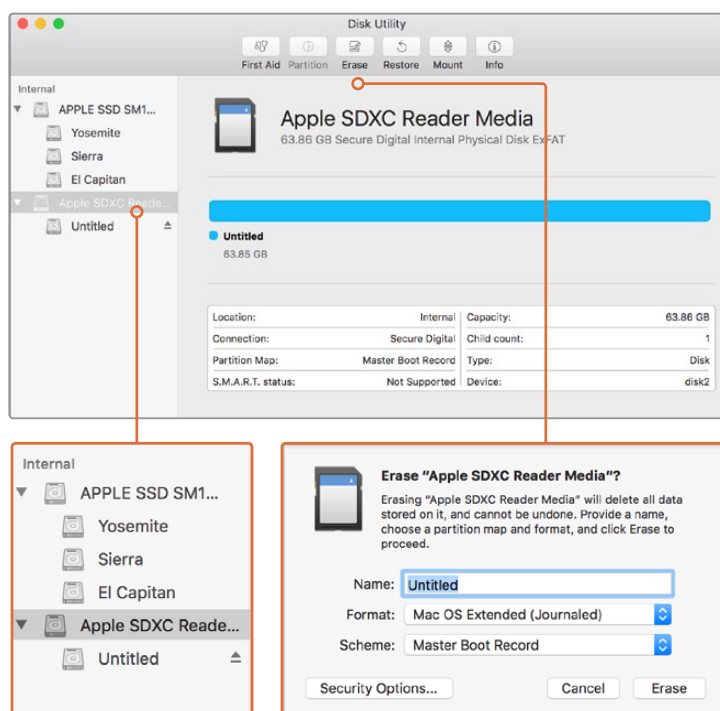 Disk Utility
First Aid Partition Erase Restore Mount Info
Internal
APPLE SSD SM1...
Yosemite
Sierra
El Capitan
Apple SDXC Reade...
Untitled
Apple SDXC Reader Media
63.86 GB Secure Digital Internal Physical Disk ExFAT
Untitled
63.85 GB
Location: Internal Capacity: 63.86 GB
Connection: Secure Digital Child count: 1
Partition Map: Master Boot Record Type: Disk
S.M.A.R.T. status: Not Supported Device: disk2
Internal
APPLE SSD SM1...
Yosemite
Sierra
El Capitan
Apple SDXC Reade...
Untitled
Erase "Apple SDXC Reader Media"?
Erasing "Apple SDXC Reader Media" will delete all data
stored on it, and cannot be undone. Provide a name,
choose a partition map and format, and click Erase to
proceed.
Name: Untitled
Format: Mac OS Extended (Journaled)
Scheme: Master Boot Record
Security Options... Cancel Erase